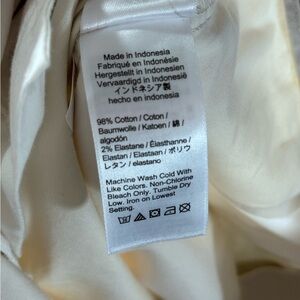 Made in Indonesia
Fabriqué en Indonésie
Hergestellt in Indonesien
Vervaardigd in Indonesië
インドネシア製
hecho en indonesia
98% Cotton / Coton /
Baumwolle / Katoen / 綿 /
algodón
2% Elastane / Élasthanne /
Elastan / Elastaan / ポリウ
レタン / elastano
Machine Wash Cold With
Like Colors. Non-Chlorine
Bleach Only. Tumble Dry
Low. Iron on Lowest
Setting.